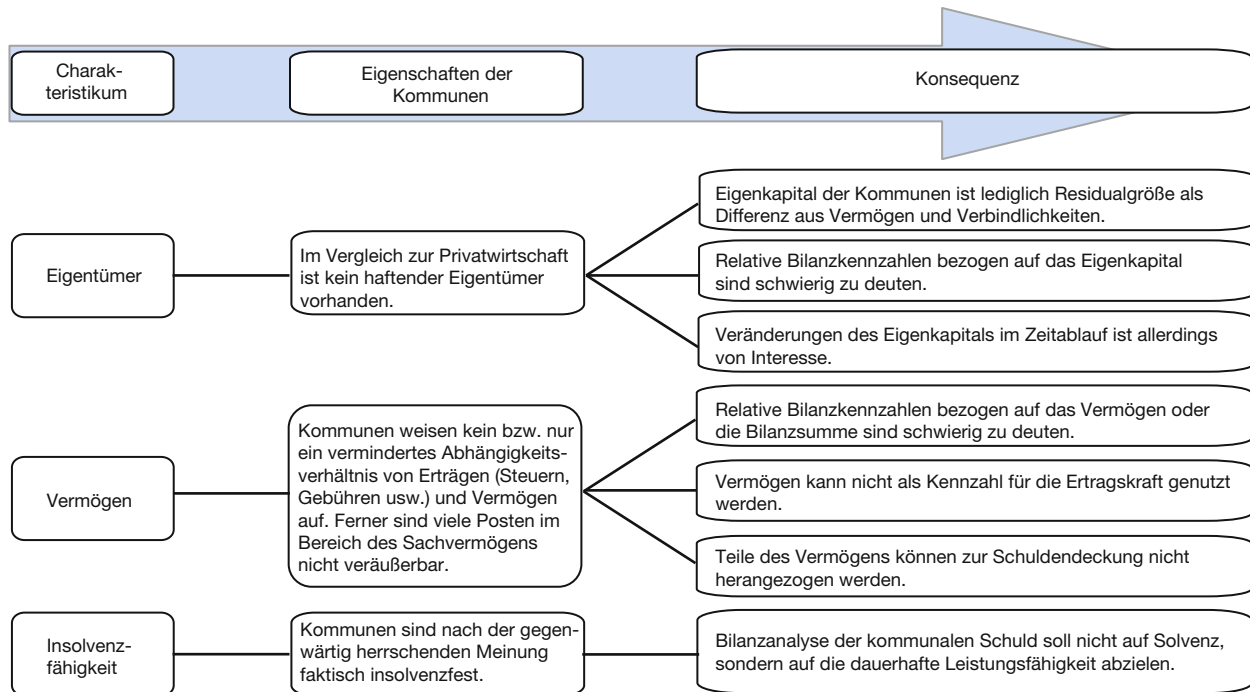 Charak-
teristikum
Eigenschaften der
Kommunen
Konsequenz
Eigentümer
Im Vergleich zur Privatwirtschaft
ist kein haftender Eigentümer
vorhanden.
Eigenkapital der Kommunen ist lediglich Residualgröße als
Differenz aus Vermögen und Verbindlichkeiten.
Relative Bilanzkennzahlen bezogen auf das Eigenkapital
sind schwierig zu deuten.
Veränderungen des Eigenkapitals im Zeitablauf ist allerdings
von Interesse.
Vermögen
Kommunen weisen kein bzw. nur
ein vermindertes Abhängigkeits-
verhältnis von Erträgen (Steuern,
Gebühren usw.) und Vermögen
auf. Ferner sind viele Posten im
Bereich des Sachvermögens
nicht veräußerbar.
Relative Bilanzkennzahlen bezogen auf das Vermögen oder
die Bilanzsumme sind schwierig zu deuten.
Vermögen kann nicht als Kennzahl für die Ertragskraft genutzt
werden.
Teile des Vermögens können zur Schuldendeckung nicht
herangezogen werden.
Insolvenz-
fähigkeit
Kommunen sind nach der gegen-
wärtig herrschenden Meinung
faktisch insolvenzfest.
Bilanzanalyse der kommunalen Schuld soll nicht auf Solvenz,
sondern auf die dauerhafte Leistungsfähigkeit abzielen.